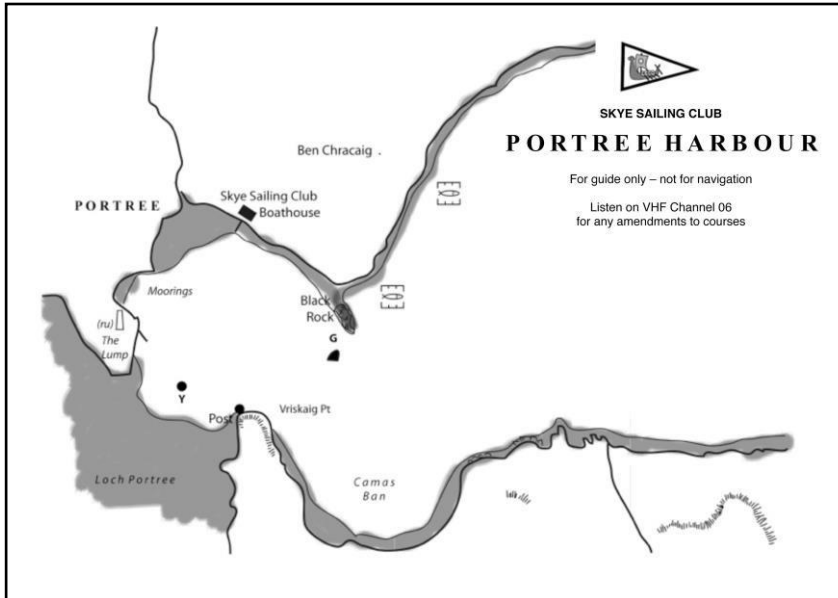 SKYE SAILING CLUB
PORTREE HARBOUR
For guide only – not for navigation
Listen on VHF Channel 06
for any amendments to courses
Ben Chracaig .
Skye Sailing Club
Boathouse
PORTREE
Moorings
Black
Rock
(ru)
The
Lump
G
Y
Post
Vriskaig Pt
Loch Portree
Camas
Ban